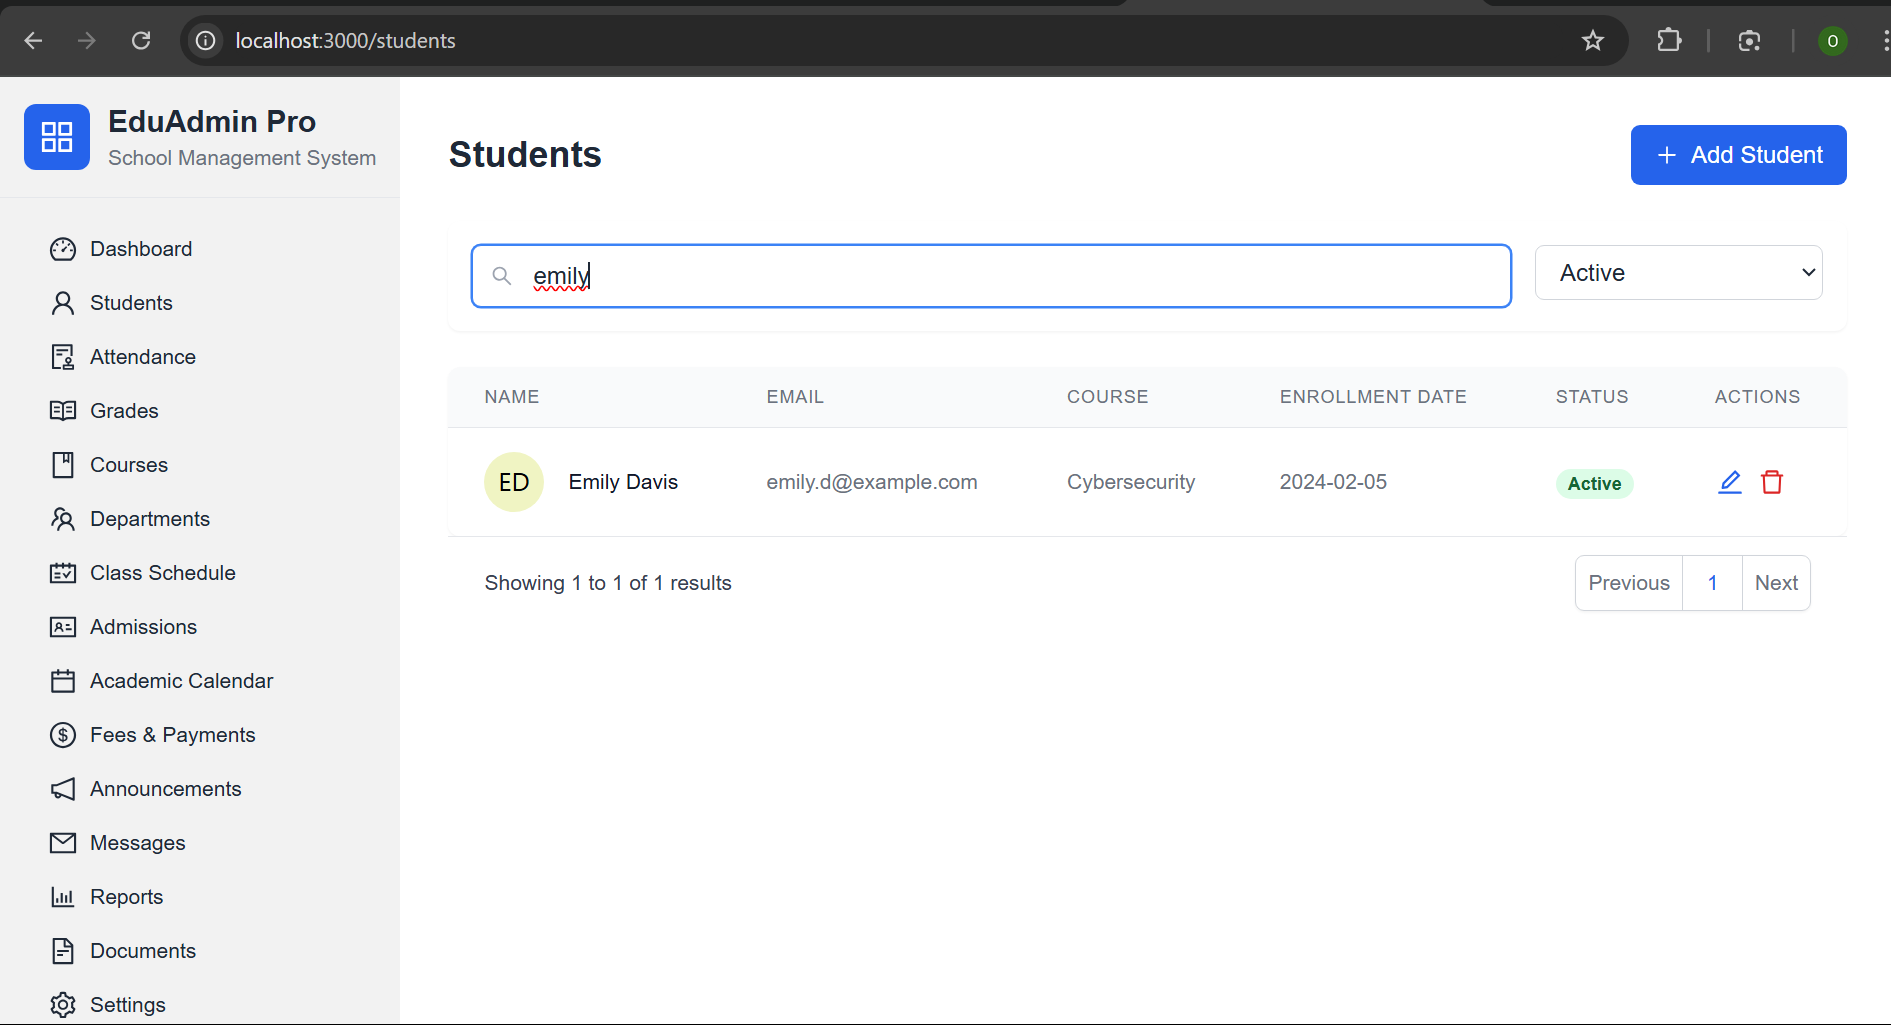 localhost:3000/students
O
EduAdmin Pro
School Management System
Dashboard
Students
Attendance
Grades
Courses
Departments
Class Schedule
Admissions
Academic Calendar
Fees & Payments
Announcements
Messages
Reports
Documents
Settings
Students
+ Add Student
emily
Active
NAME EMAIL COURSE ENROLLMENT DATE STATUS ACTIONS
ED Emily Davis emily.d@example.com Cybersecurity 2024-02-05 Active
Showing 1 to 1 of 1 results
Previous 1 Next